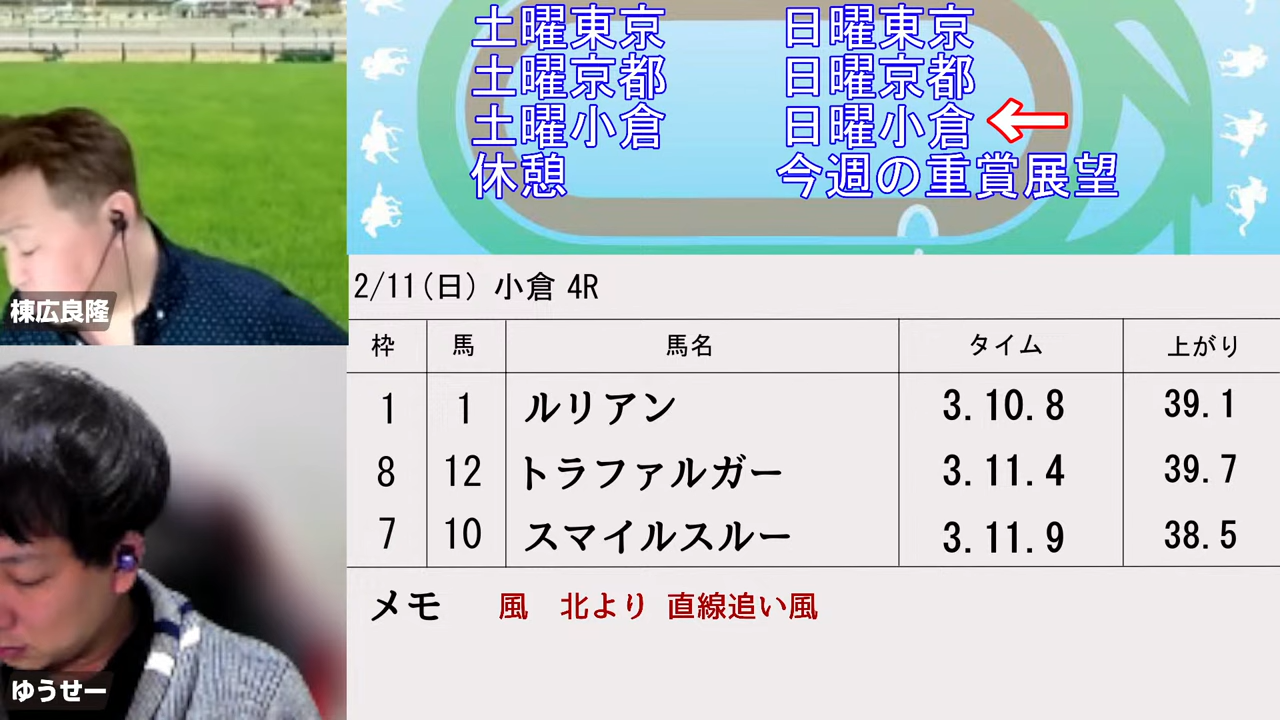 土曜東京 日曜東京
土曜京都 日曜京都
土曜小倉 日曜小倉
休憩 今週の重賞展望
棟広良隆
2/11(日) 小倉 4R
枠 馬 馬名 タイム 上がり
1 1 ルリアン 3.10.8 39.1
8 12 トラファルガー 3.11.4 39.7
7 10 スマイルスルー 3.11.9 38.5
メモ 風 北より 直線追い風
ゆうせー